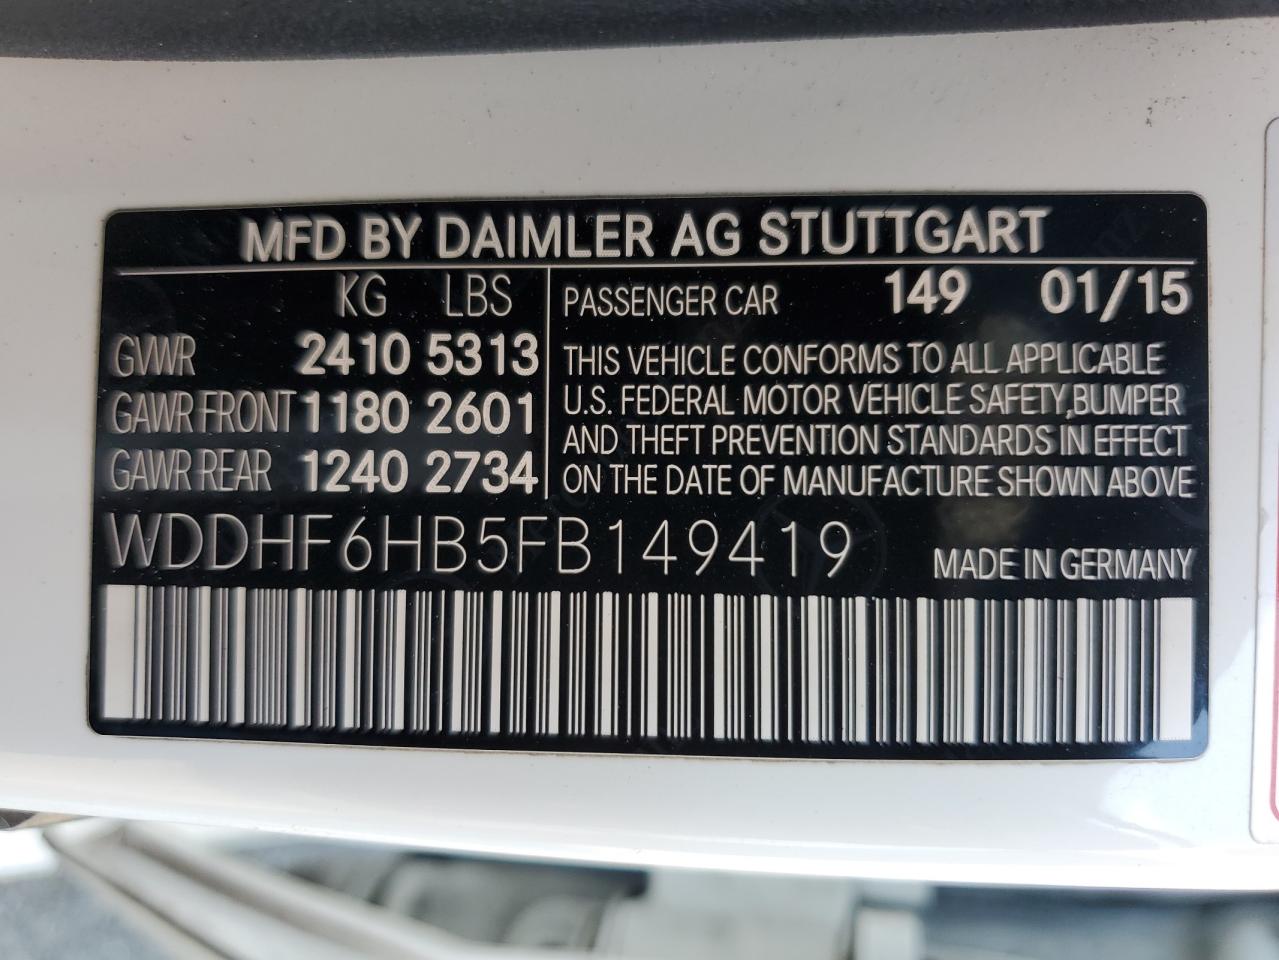 MFD BY DAIMLER AG STUTTGART
KG LBS
GVWR 2410 5313
GAWR FRONT 1180 2601
GAWR REAR 1240 2734
PASSENGER CAR 149 01/15
THIS VEHICLE CONFORMS TO ALL APPLICABLE
U.S. FEDERAL MOTOR VEHICLE SAFETY,BUMPER
AND THEFT PREVENTION STANDARDS IN EFFECT
ON THE DATE OF MANUFACTURE SHOWN ABOVE
WDDHF6HB5FB149419
MADE IN GERMANY